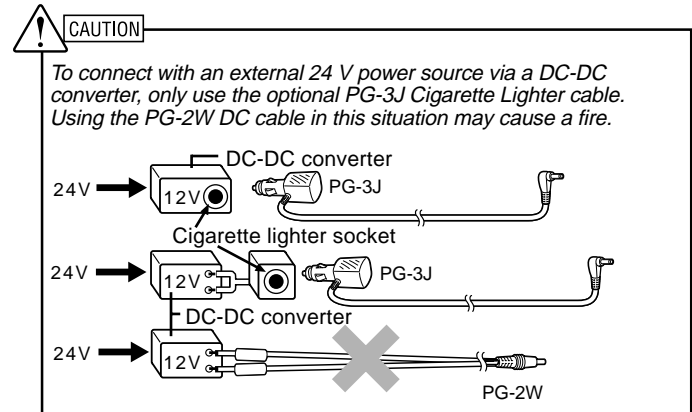 CAUTION
To connect with an external 24 V power source via a DC-DC
converter, only use the optional PG-3J Cigarette Lighter cable.
Using the PG-2W DC cable in this situation may cause a fire.
DC-DC converter
24V
12V
PG-3J
Cigarette lighter socket
24V
12V
PG-3J
DC-DC converter
24V
12V
PG-2W